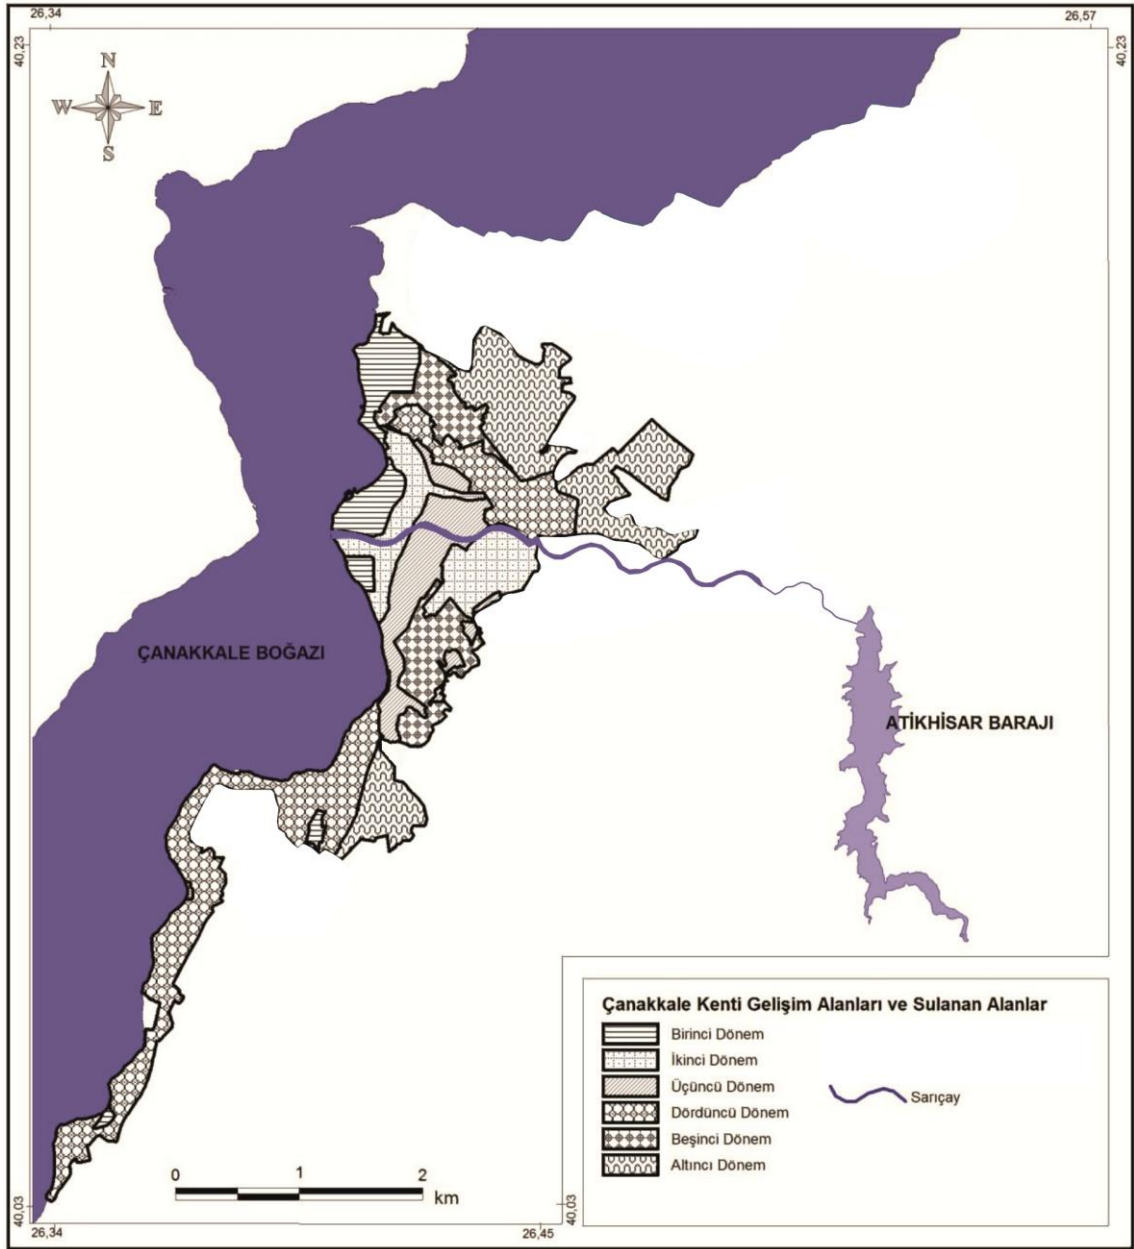 26,34
26,57
40,23
40,23
N
W
E
S
ÇANAKKALE BOĞAZI
ATİKHİSAR BARAJI
Çanakkale Kenti Gelişim Alanları ve Sulanan Alanlar
Birinci Dönem
İkinci Dönem
Üçüncü Dönem
Sarıçay
Dördüncü Dönem
Beşinci Dönem
Altıncı Dönem
0 1 2
km
40,03
40,03
26,34
26,45